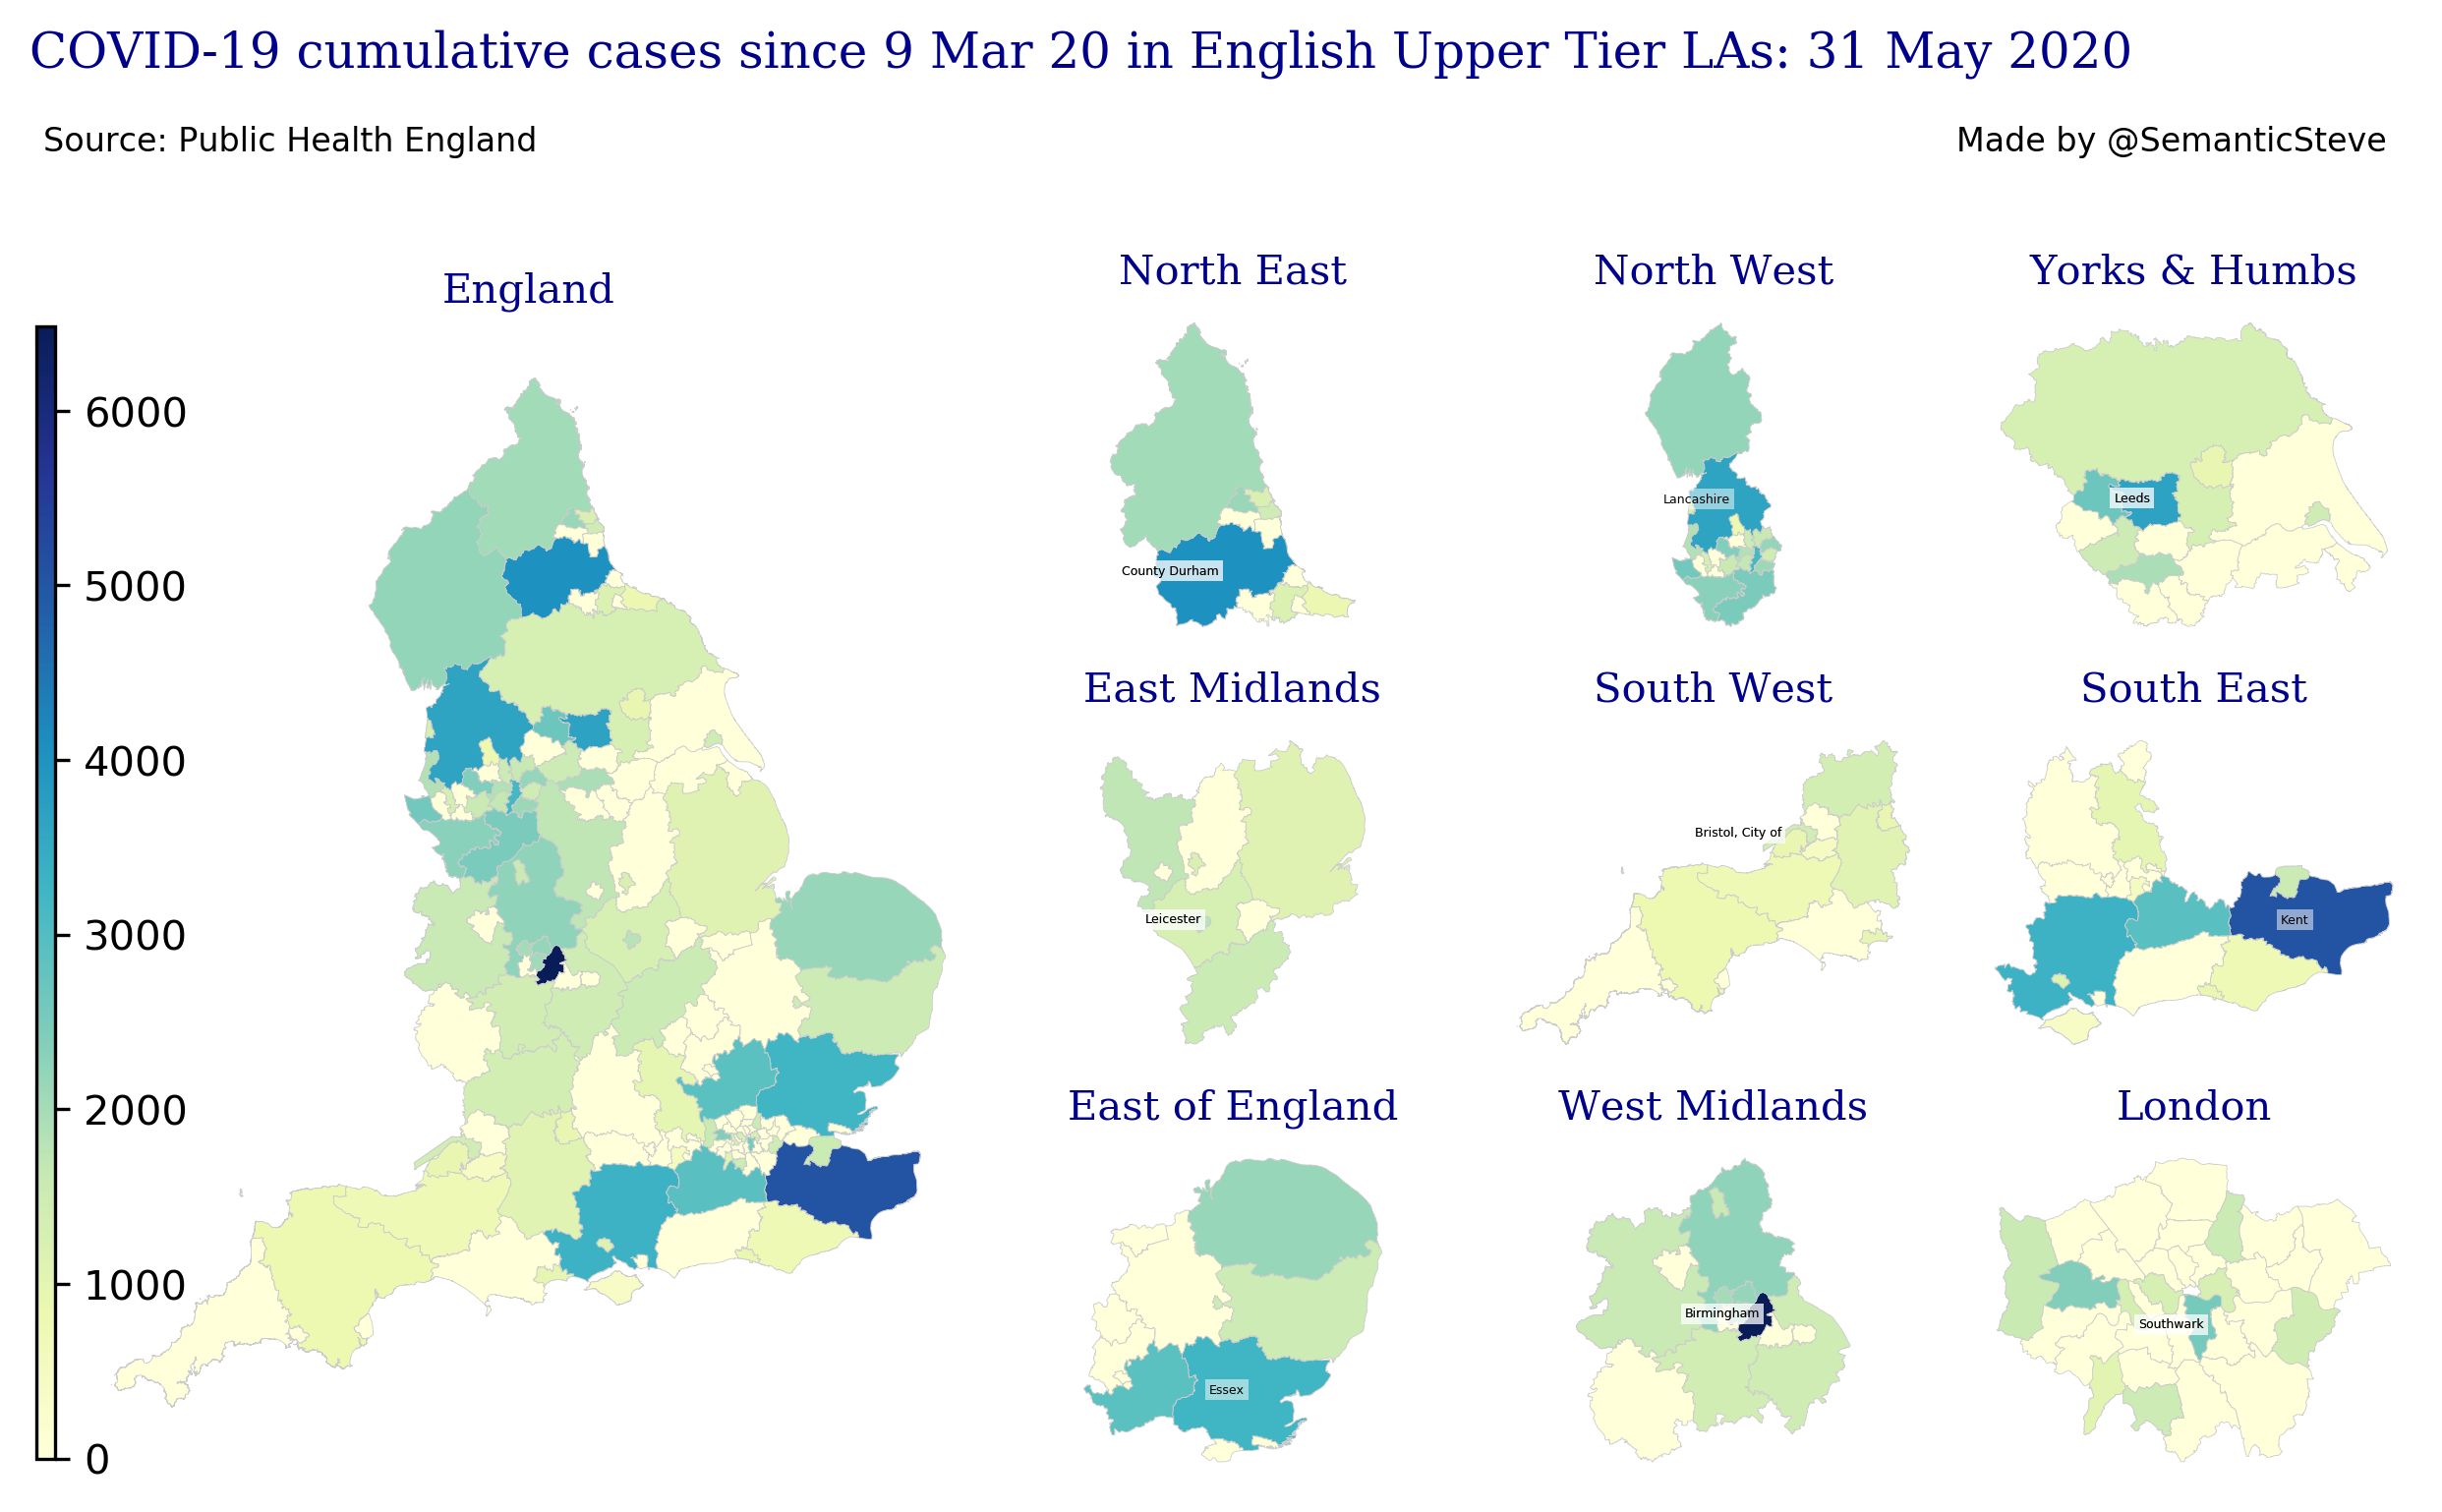 COVID-19 cumulative cases since 9 Mar 20 in English Upper Tier LAs: 31 May 2020
Source: Public Health England
Made by @SemanticSteve
England
6000
5000
4000
3000
2000
1000
0
North East
County Durham
North West
Lancashire
Yorks & Humbs
Leeds
East Midlands
Leicester
South West
Bristol, City of
South East
Kent
East of England
Essex
West Midlands
Birmingham
London
Southwark